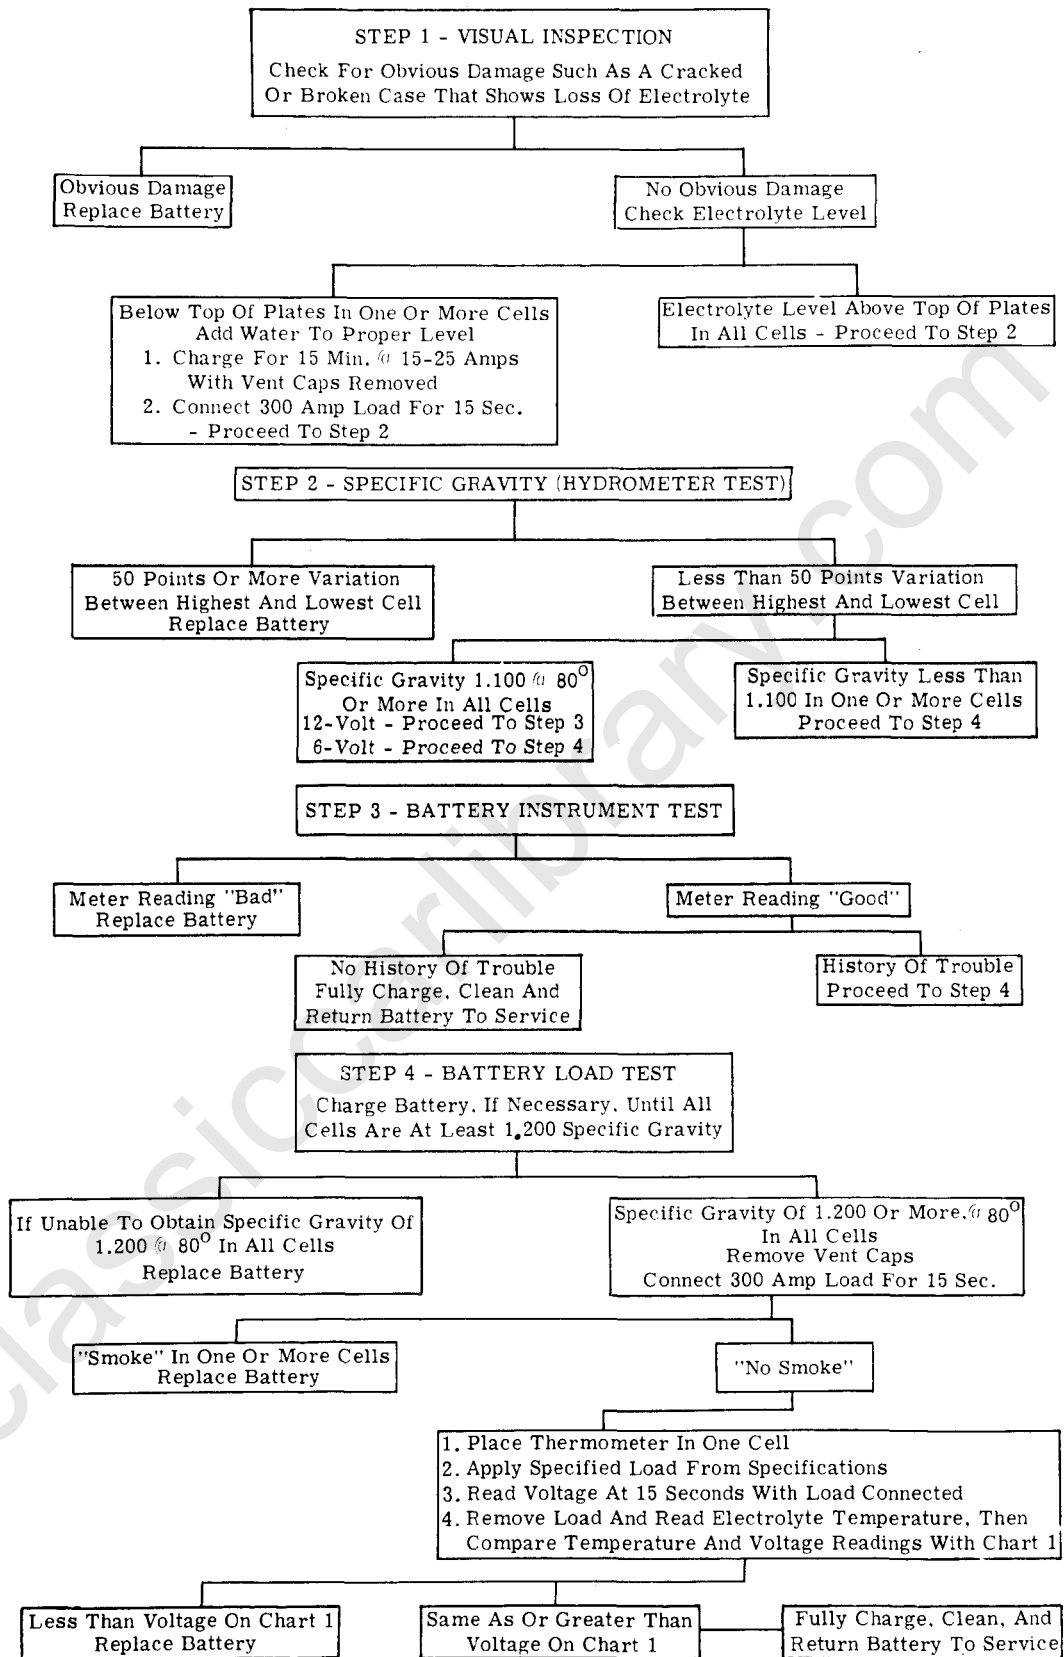 STEP 1 - VISUAL INSPECTION
Check For Obvious Damage Such As A Cracked
Or Broken Case That Shows Loss Of Electrolyte
Obvious Damage
Replace Battery
No Obvious Damage
Check Electrolyte Level
Below Top Of Plates In One Or More Cells
Add Water To Proper Level
1. Charge For 15 Min. @ 15-25 Amps
With Vent Caps Removed
2. Connect 300 Amp Load For 15 Sec.
- Proceed To Step 2
Electrolyte Level Above Top Of Plates
In All Cells - Proceed To Step 2
STEP 2 - SPECIFIC GRAVITY (HYDROMETER TEST)
50 Points Or More Variation
Between Highest And Lowest Cell
Replace Battery
Less Than 50 Points Variation
Between Highest And Lowest Cell
Specific Gravity 1.100 @ 80°
Or More In All Cells
12-Volt - Proceed To Step 3
6-Volt - Proceed To Step 4
Specific Gravity Less Than
1.100 In One Or More Cells
Proceed To Step 4
STEP 3 - BATTERY INSTRUMENT TEST
Meter Reading "Bad"
Replace Battery
Meter Reading "Good"
No History Of Trouble
Fully Charge, Clean And
Return Battery To Service
History Of Trouble
Proceed To Step 4
STEP 4 - BATTERY LOAD TEST
Charge Battery, If Necessary, Until All
Cells Are At Least 1.200 Specific Gravity
If Unable To Obtain Specific Gravity Of
1.200 @ 80° In All Cells
Replace Battery
Specific Gravity Of 1.200 Or More, @ 80°
In All Cells
Remove Vent Caps
Connect 300 Amp Load For 15 Sec.
"Smoke" In One Or More Cells
Replace Battery
"No Smoke"
1. Place Thermometer In One Cell
2. Apply Specified Load From Specifications
3. Read Voltage At 15 Seconds With Load Connected
4. Remove Load And Read Electrolyte Temperature, Then
Compare Temperature And Voltage Readings With Chart 1
Less Than Voltage On Chart 1
Replace Battery
Same As Or Greater Than
Voltage On Chart 1
Fully Charge, Clean, And
Return Battery To Service
classiccarlibrary.com